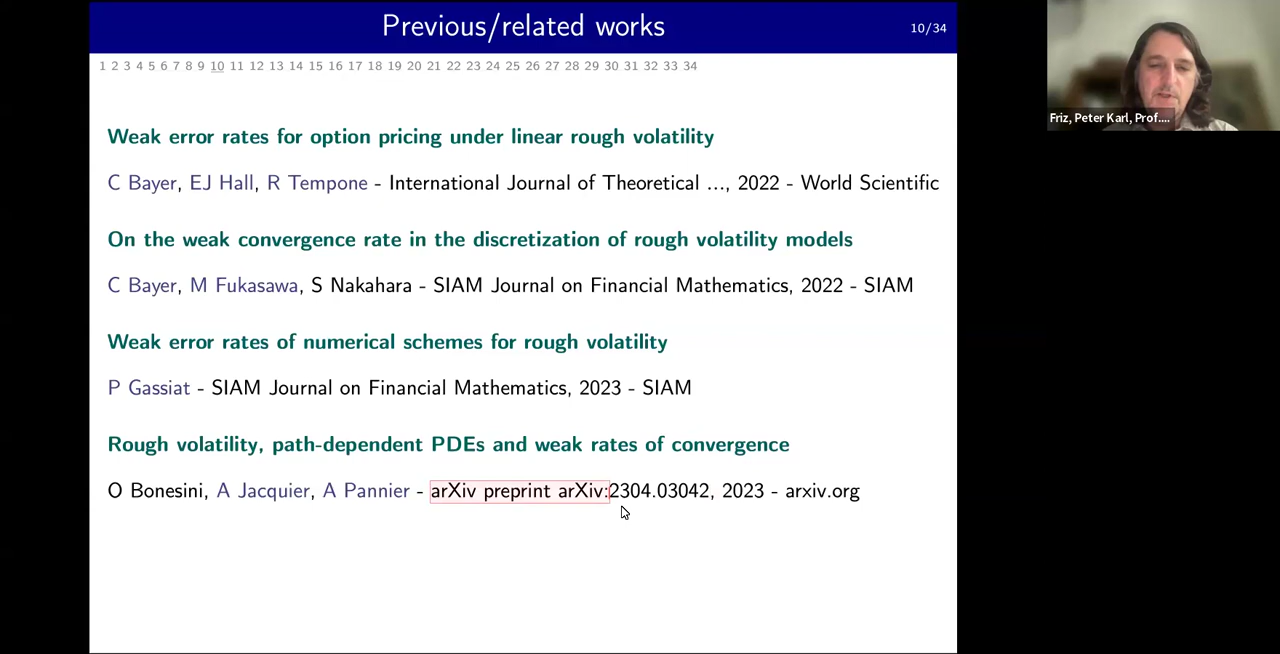 Previous/related works
10/34
1 2 3 4 5 6 7 8 9 10 11 12 13 14 15 16 17 18 19 20 21 22 23 24 25 26 27 28 29 30 31 32 33 34
Friz, Peter Karl, Prof....
Weak error rates for option pricing under linear rough volatility
C Bayer, EJ Hall, R Tempone - International Journal of Theoretical ..., 2022 - World Scientific
On the weak convergence rate in the discretization of rough volatility models
C Bayer, M Fukasawa, S Nakahara - SIAM Journal on Financial Mathematics, 2022 - SIAM
Weak error rates of numerical schemes for rough volatility
P Gassiat - SIAM Journal on Financial Mathematics, 2023 - SIAM
Rough volatility, path-dependent PDEs and weak rates of convergence
O Bonesini, A Jacquier, A Pannier - arXiv preprint arXiv:2304.03042, 2023 - arxiv.org